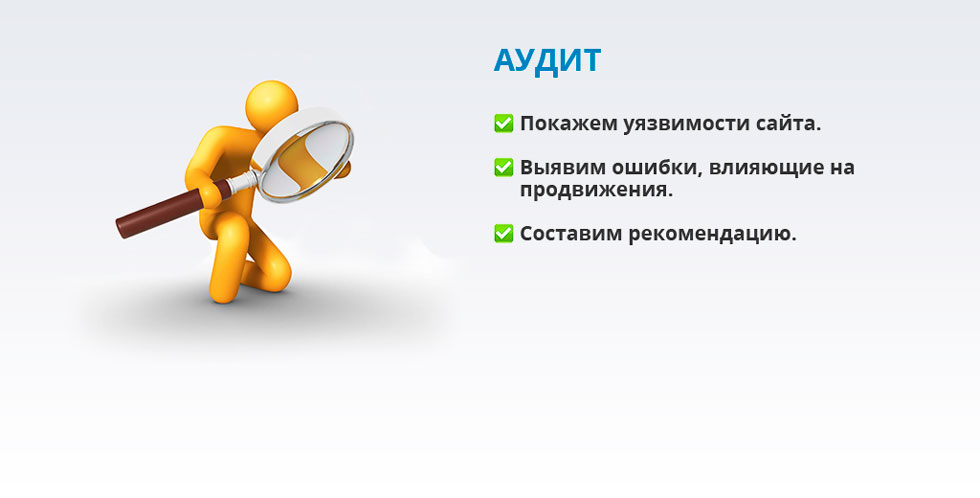 АУДИТ
Покажем уязвимости сайта.
Выявим ошибки, влияющие на
продвижения.
Составим рекомендацию.